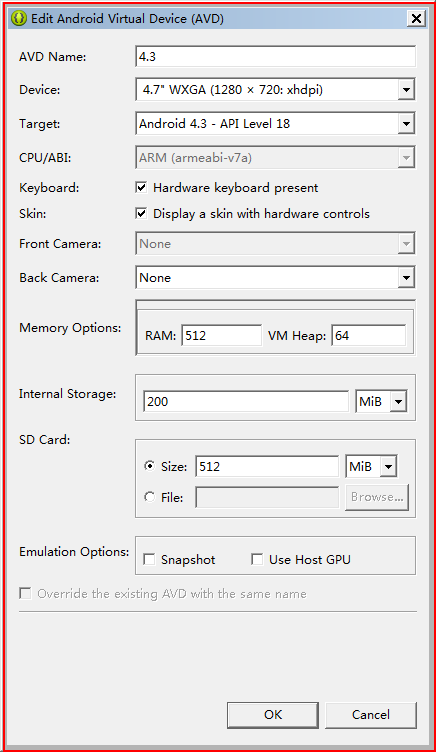 Edit Android Virtual Device (AVD)
AVD Name: 4.3
Device: 4.7" WXGA (1280 × 720: xhdpi)
Target: Android 4.3 - API Level 18
CPU/ABI: ARM (armeabi-v7a)
Keyboard: Hardware keyboard present
Skin: Display a skin with hardware controls
Front Camera: None
Back Camera: None
Memory Options: RAM: 512 VM Heap: 64
Internal Storage: 200 MiB
SD Card:
Size: 512 MiB
File: Browse...
Emulation Options: Snapshot Use Host GPU
Override the existing AVD with the same name
OK Cancel